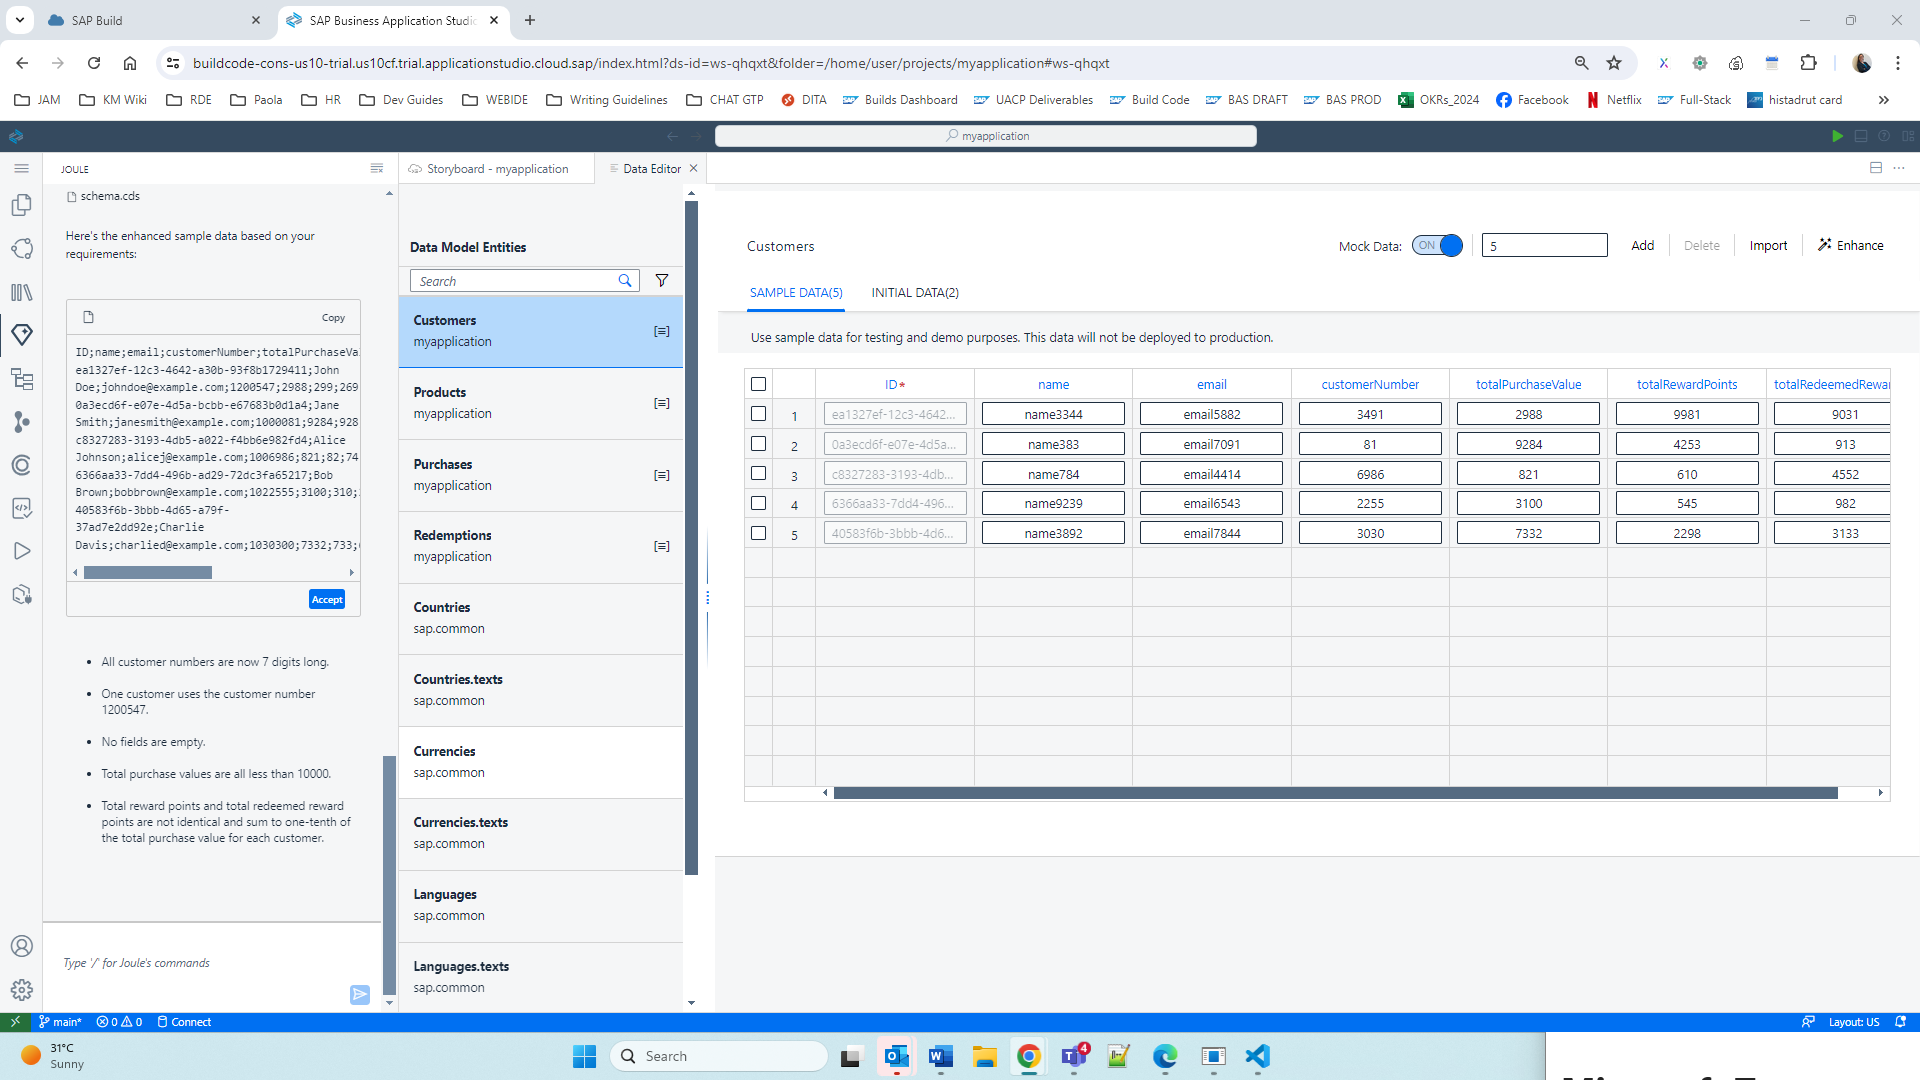 SAP Build
SAP Business Application Studio
buildcode-cons-us10-trial.us10cf.trial.applicationstudio.cloud.sap/index.html?ds-id=ws-qhqxt&folder=/home/user/projects/myapplication#ws-qhqxt
JAM KM Wiki RDE Paola HR Dev Guides WEBIDE Writing Guidelines CHAT GTP DITA Builds Dashboard UACP Deliverables Build Code BAS DRAFT BAS PROD OKRs_2024 Facebook Netflix Full-Stack histadrut card
myapplication
JOULE
Storyboard - myapplication
Data Editor
schema.cds
Here's the enhanced sample data based on your
requirements:
Copy
ID;name;email;customerNumber;totalPurchaseVa
ea1327ef-12c3-4642-a30b-93f8b1729411;John
Doe;johndoe@example.com;1200547;2988;299;269
0a3ecd6f-e07e-4d5a-bcbb-e67683b0d1a4;Jane
Smith;janesmith@example.com;1000081;9284;928
c8327283-3193-4db5-a022-f4bb6e982fd4;Alice
Johnson;alicej@example.com;1006986;821;82;74
6366aa33-7dd4-496b-ad29-72dc3fa65217;Bob
Brown;bobbrown@example.com;1022555;3100;310;
40583f6b-3bbb-4d65-a79f-
37ad7e2dd92e;Charlie
Davis;charlied@example.com;1030300;7332;733;
Accept
All customer numbers are now 7 digits long.
One customer uses the customer number
1200547.
No fields are empty.
Total purchase values are all less than 10000.
Total reward points and total redeemed reward
points are not identical and sum to one-tenth of
the total purchase value for each customer.
Type '/' for Joule's commands
Data Model Entities
Search
Customers
myapplication
Products
myapplication
Purchases
myapplication
Redemptions
myapplication
Countries
sap.common
Countries.texts
sap.common
Currencies
sap.common
Currencies.texts
sap.common
Languages
sap.common
Languages.texts
sap.common
Customers
Mock Data: ON 5 Add Delete Import Enhance
SAMPLE DATA(5) INITIAL DATA(2)
Use sample data for testing and demo purposes. This data will not be deployed to production.
ID* name email customerNumber totalPurchaseValue totalRewardPoints totalRedeemedRewar
1 ea1327ef-12c3-4642... name3344 email5882 3491 2988 9981 9031
2 0a3ecd6f-e07e-4d5a... name383 email7091 81 9284 4253 913
3 c8327283-3193-4db... name784 email4414 6986 821 610 4552
4 6366aa33-7dd4-496... name9239 email6543 2255 3100 545 982
5 40583f6b-3bbb-4d6... name3892 email7844 3030 7332 2298 3133
main* 0 0 Connect
Layout: US
31°C
Sunny
Search
4